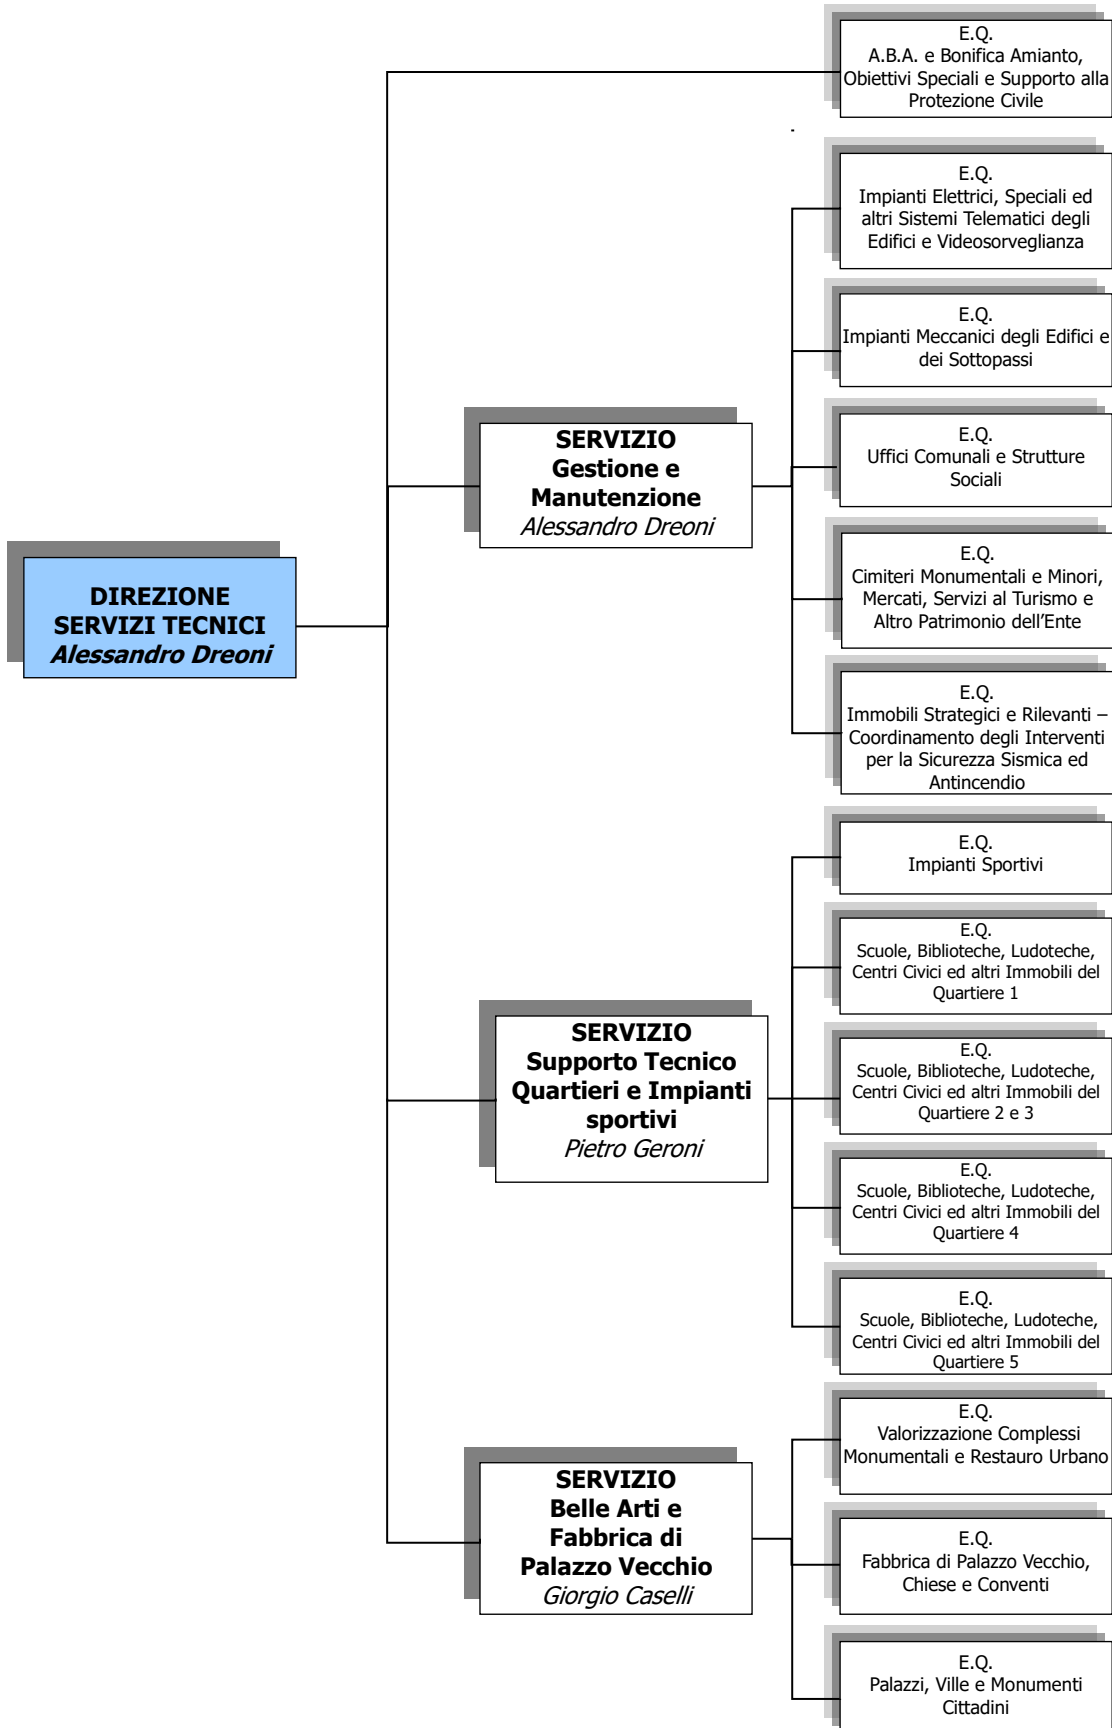 E.Q.
A.B.A. e Bonifica Amianto,
Obiettivi Speciali e Supporto alla
Protezione Civile
E.Q.
Impianti Elettrici, Speciali ed
altri Sistemi Telematici degli
Edifici e Videosorveglianza
E.Q.
Impianti Meccanici degli Edifici e
dei Sottopassi
SERVIZIO
Gestione e
Manutenzione
Alessandro Dreoni
E.Q.
Uffici Comunali e Strutture
Sociali
E.Q.
Cimiteri Monumentali e Minori,
Mercati, Servizi al Turismo e
Altro Patrimonio dell’Ente
DIREZIONE
SERVIZI TECNICI
Alessandro Dreoni
E.Q.
Immobili Strategici e Rilevanti –
Coordinamento degli Interventi
per la Sicurezza Sismica ed
Antincendio
E.Q.
Impianti Sportivi
E.Q.
Scuole, Biblioteche, Ludoteche,
Centri Civici ed altri Immobili del
Quartiere 1
SERVIZIO
Supporto Tecnico
Quartieri e Impianti
sportivi
Pietro Geroni
E.Q.
Scuole, Biblioteche, Ludoteche,
Centri Civici ed altri Immobili del
Quartiere 2 e 3
E.Q.
Scuole, Biblioteche, Ludoteche,
Centri Civici ed altri Immobili del
Quartiere 4
E.Q.
Scuole, Biblioteche, Ludoteche,
Centri Civici ed altri Immobili del
Quartiere 5
E.Q.
Valorizzazione Complessi
Monumentali e Restauro Urbano
SERVIZIO
Belle Arti e
Fabbrica di
Palazzo Vecchio
Giorgio Caselli
E.Q.
Fabbrica di Palazzo Vecchio,
Chiese e Conventi
E.Q.
Palazzi, Ville e Monumenti
Cittadini